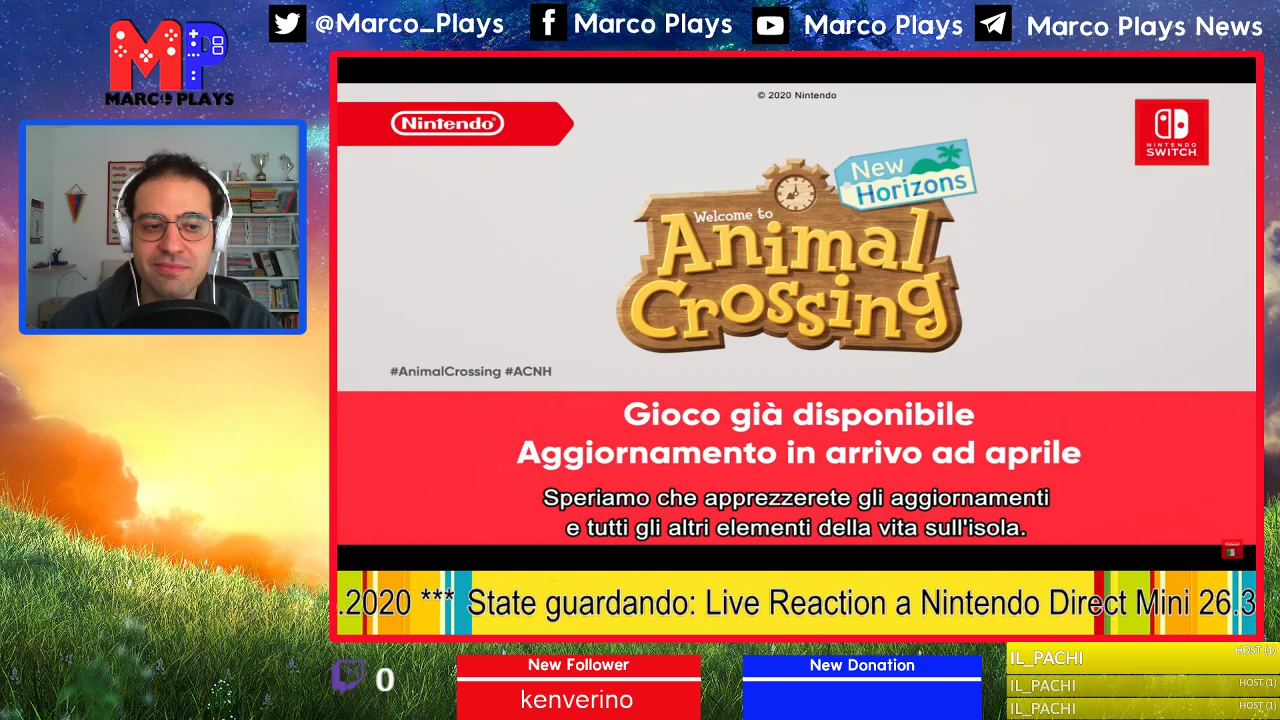 @Marco_Plays
Marco Plays
Marco Plays
Marco Plays News
MP
MARCO PLAYS
© 2020 Nintendo
Nintendo
NINTENDO
SWITCH
New
Horizons
Welcome to
Animal
Crossing
#AnimalCrossing #ACNH
Gioco già disponibile
Aggiornamento in arrivo ad aprile
Speriamo che apprezzerete gli aggiornamenti
e tutti gli altri elementi della vita sull'isola.
.2020 *** State guardando: Live Reaction a Nintendo Direct Mini 26.3
0
New Follower
kenverino
New Donation
IL_PACHI
HOST (1)
IL_PACHI
HOST (1)
IL_PACHI
HOST (1)